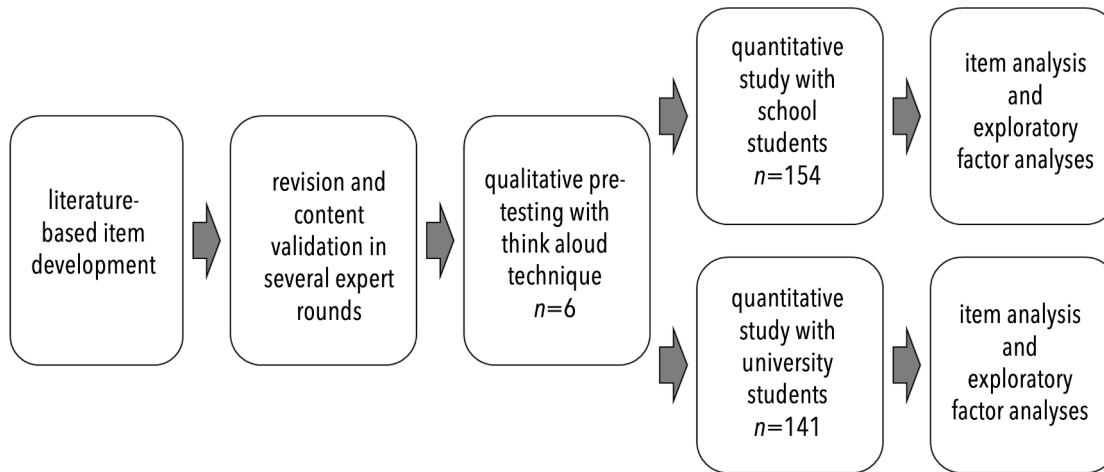 literature-
based item
development
revision and
content
validation in
several expert
rounds
qualitative pre-
testing with
think aloud
technique
n=6
quantitative
study with
school
students
n=154
item analysis
and
exploratory
factor analyses
quantitative
study with
university
students
n=141
item analysis
and
exploratory
factor analyses